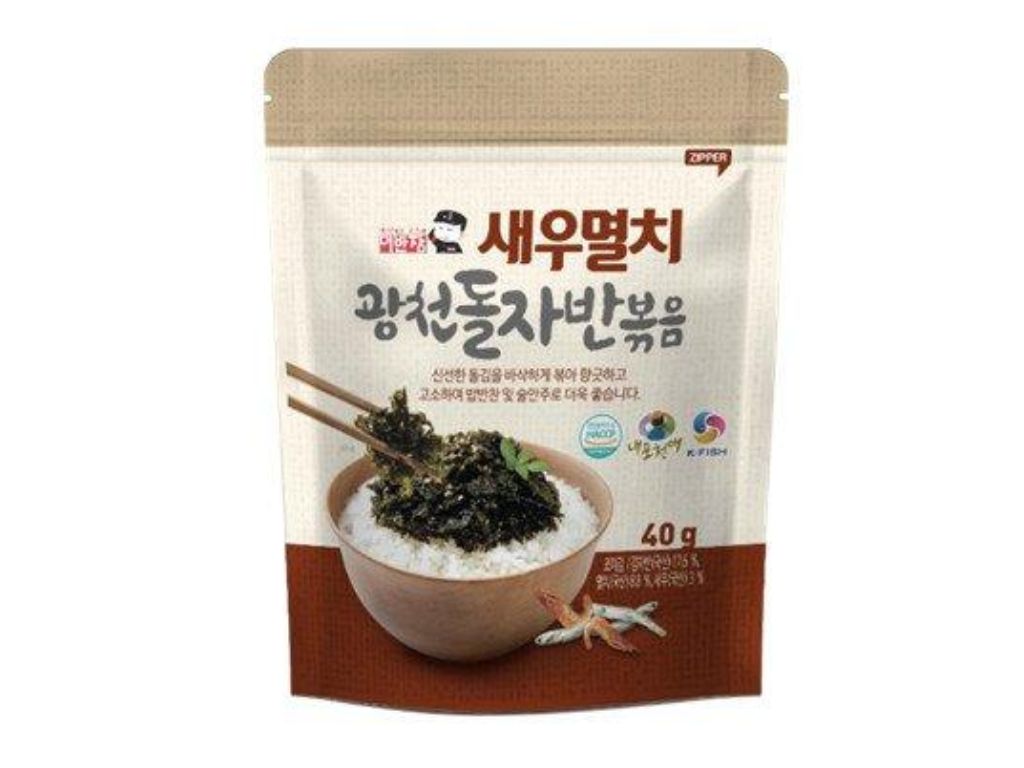 ZIPPER
새우멸치
광천돌자반볶음
신선한 돌김을 바삭하게 볶아 향긋하고
고소하여 밥반찬 및 술안주로 더욱 좋습니다.
HACCP
K·FISH
40 g